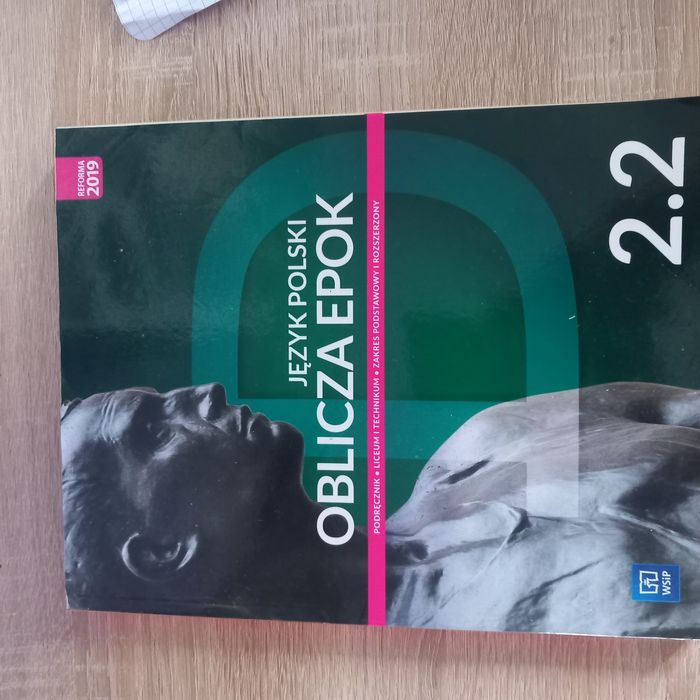 REFORMA
2019
JĘZYK POLSKI
OBLICZA EPOK
PODRĘCZNIK • LICEUM I TECHNIKUM • ZAKRES PODSTAWOWY I ROZSZERZONY
2.2
WSiP